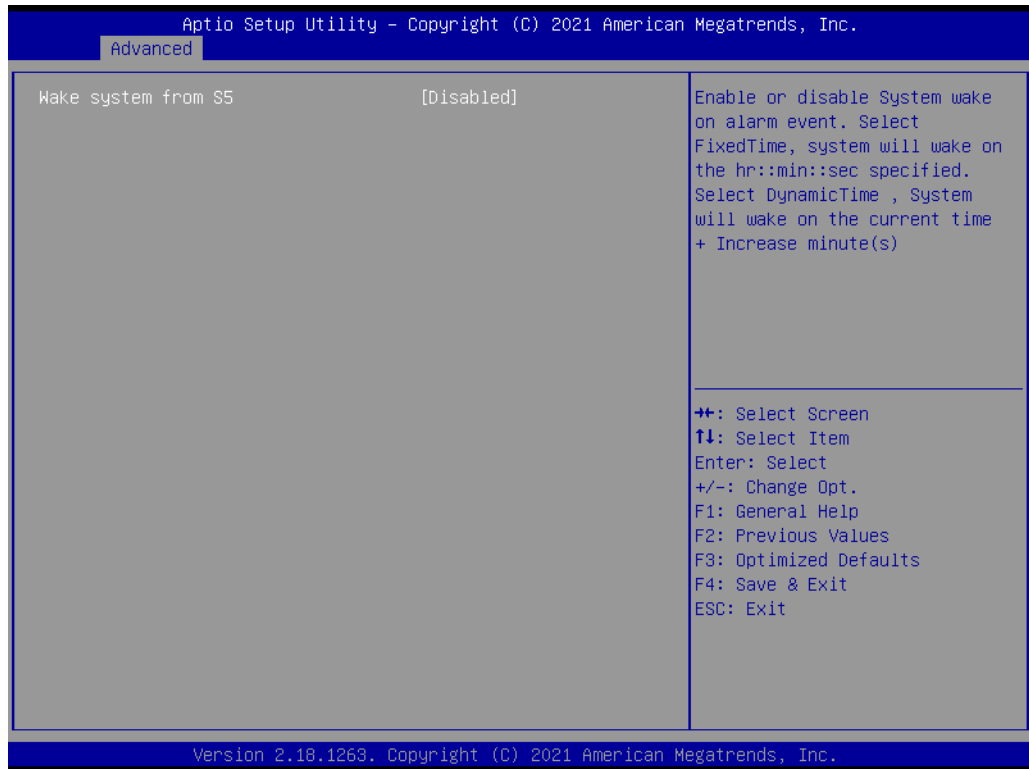 Aptio Setup Utility – Copyright (C) 2021 American Megatrends, Inc.
Advanced
Wake system from S5 [Disabled]
Enable or disable System wake
on alarm event. Select
FixedTime, system will wake on
the hr::min::sec specified.
Select DynamicTime , System
will wake on the current time
+ Increase minute(s)
→←: Select Screen
↑↓: Select Item
Enter: Select
+/-: Change Opt.
F1: General Help
F2: Previous Values
F3: Optimized Defaults
F4: Save & Exit
ESC: Exit
Version 2.18.1263. Copyright (C) 2021 American Megatrends, Inc.